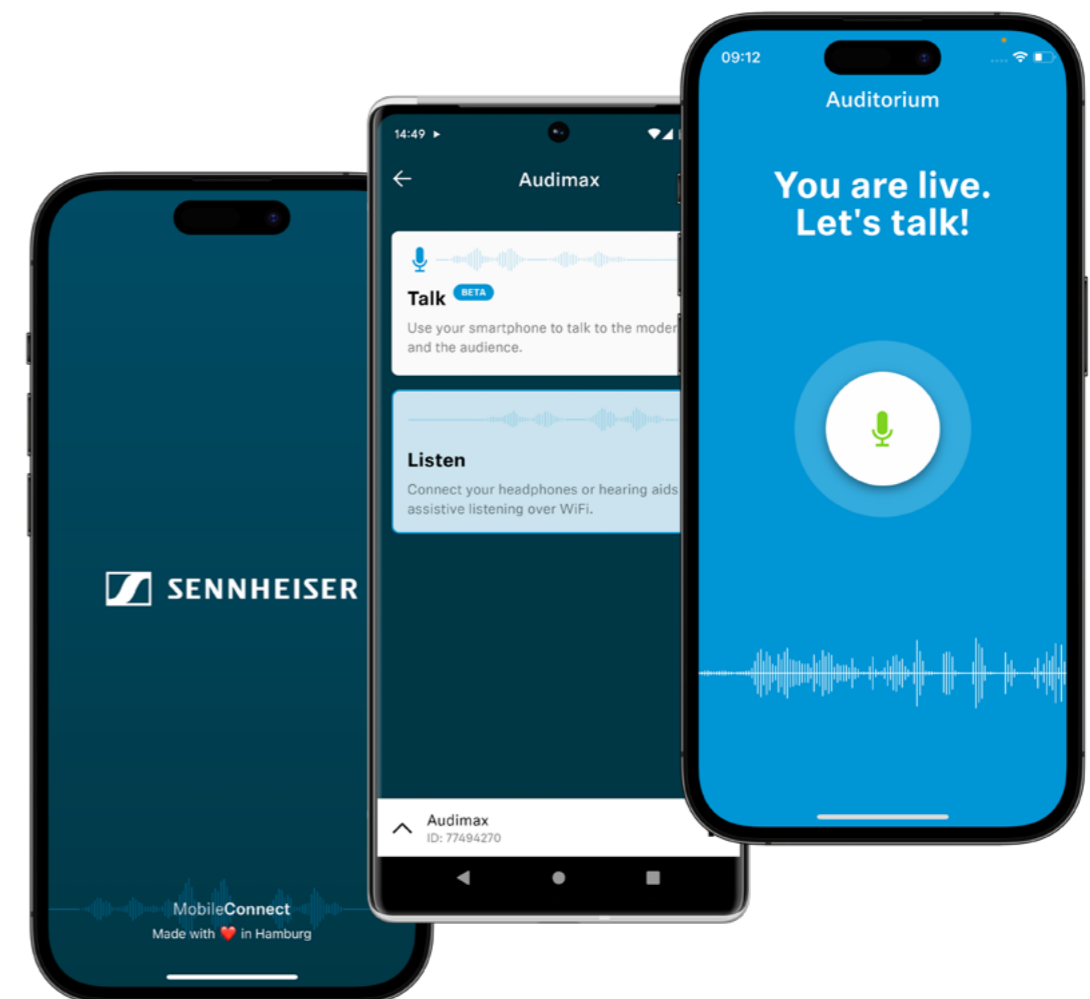 SENNHEISER
MobileConnect
Made with ❤️ in Hamburg
14:49
Audimax
Talk BETA
Use your smartphone to talk to the
and the audience.
Listen
Connect your headphones or hearing aids
assistive listening over WiFi.
Audimax
ID: 77494270
09:12
Auditorium
You are live.
Let's talk!